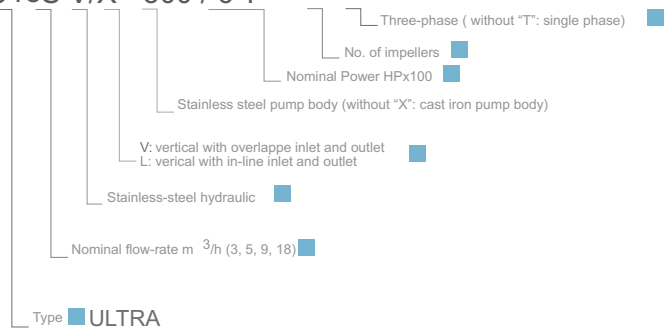 Three-phase ( without “T”: single phase)
No. of impellers
Nominal Power HPx100
Stainless steel pump body (without “X”: cast iron pump body)
V: vertical with overlappe inlet and outlet
L: verical with in-line inlet and outlet
Stainless-steel hydraulic
Nominal flow-rate m 3/h (3, 5, 9, 18)
Type ULTRA